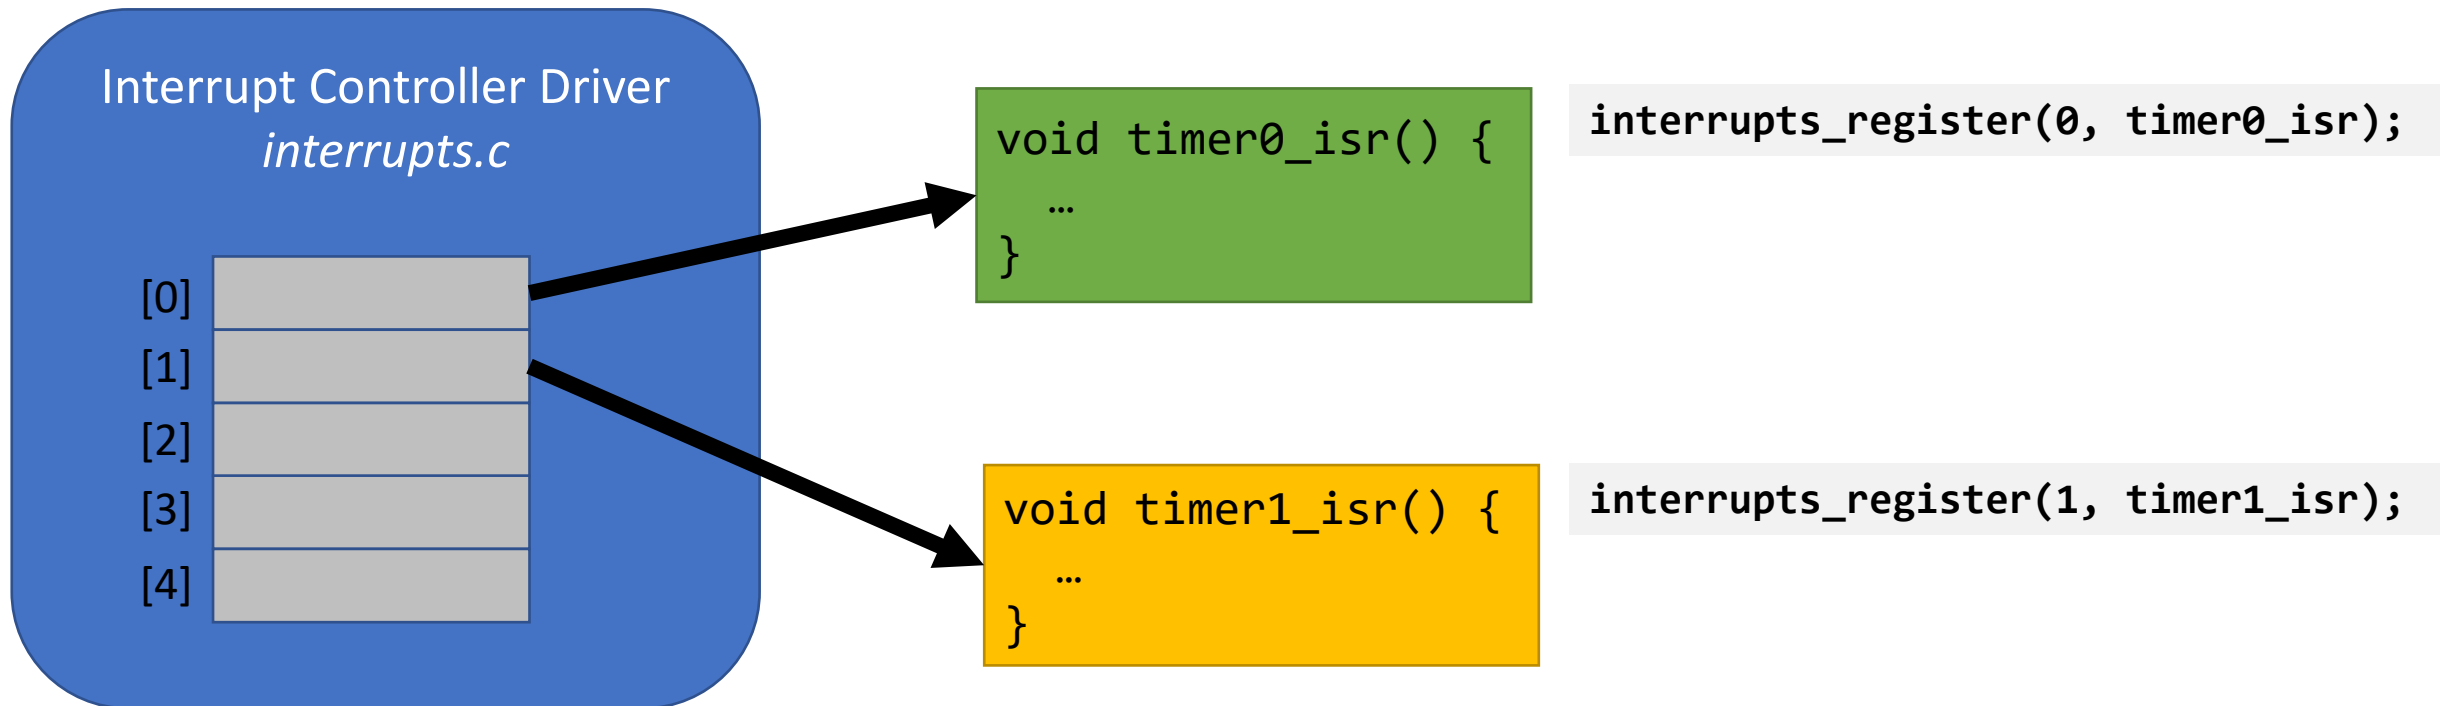 Interrupt Controller Driver
interrupts.c
[0]
[1]
[2]
[3]
[4]
void timer0_isr() {
…
}
interrupts_register(0, timer0_isr);
void timer1_isr() {
…
}
interrupts_register(1, timer1_isr);